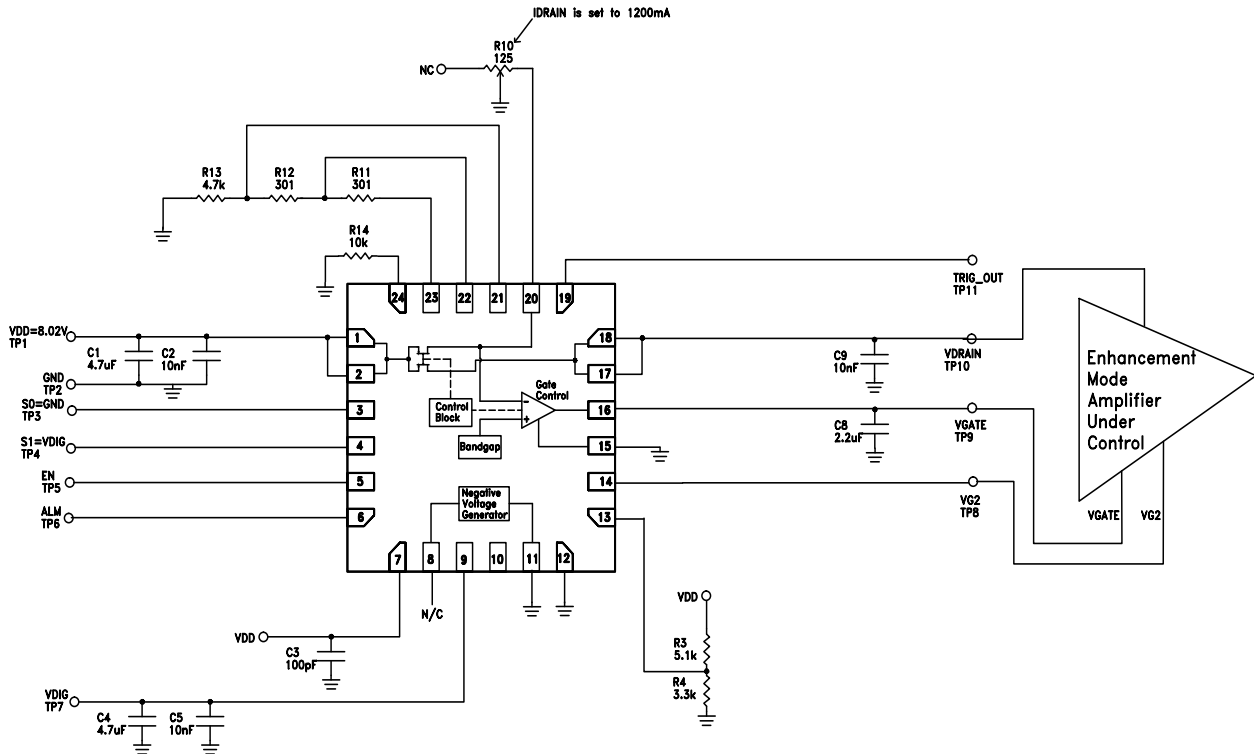 IDRAIN is set to 1200mA
R10
125
NC
R13
4.7k
R12
301
R11
301
R14
10k
24
23
22
21
20
19
TRIG_OUT
TP11
VDD=8.02V
TP1
C1
4.7uF
C2
10nF
GND
TP2
S0=GND
TP3
S1=VDIG
TP4
EN
TP5
ALM
TP6
1
2
3
4
5
6
Control
Block
Bandgap
Gate
Control
-
+
Negative
Voltage
Generator
18
17
16
15
14
13
C9
10nF
VDRAIN
TP10
C8
2.2uF
VGATE
TP9
VG2
TP8
Enhancement
Mode
Amplifier
Under
Control
VGATE
VG2
7
8
9
10
11
12
N/C
VDD
C3
100pF
VDIG
TP7
C4
4.7uF
C5
10nF
VDD
R3
5.1k
R4
3.3k